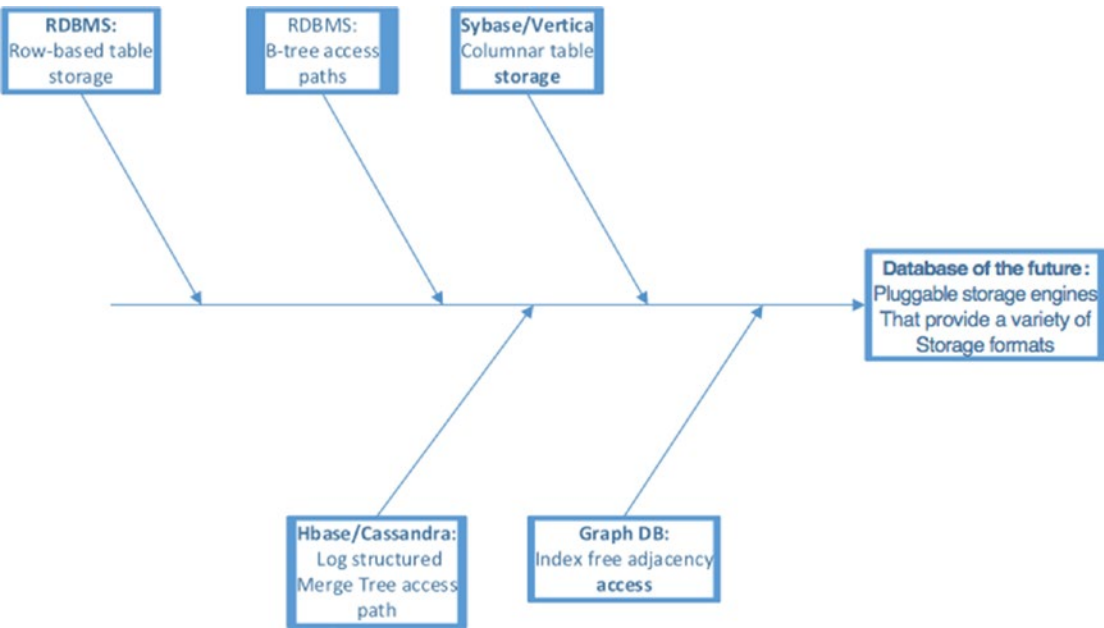 RDBMS:
Row-based table
storage
RDBMS:
B-tree access
paths
Sybase/Vertica
Columnar table
storage
Database of the future:
Pluggable storage engines
That provide a variety of
Storage formats
Hbase/Cassandra:
Log structured
Merge Tree access
path
Graph DB:
Index free adjacency
access